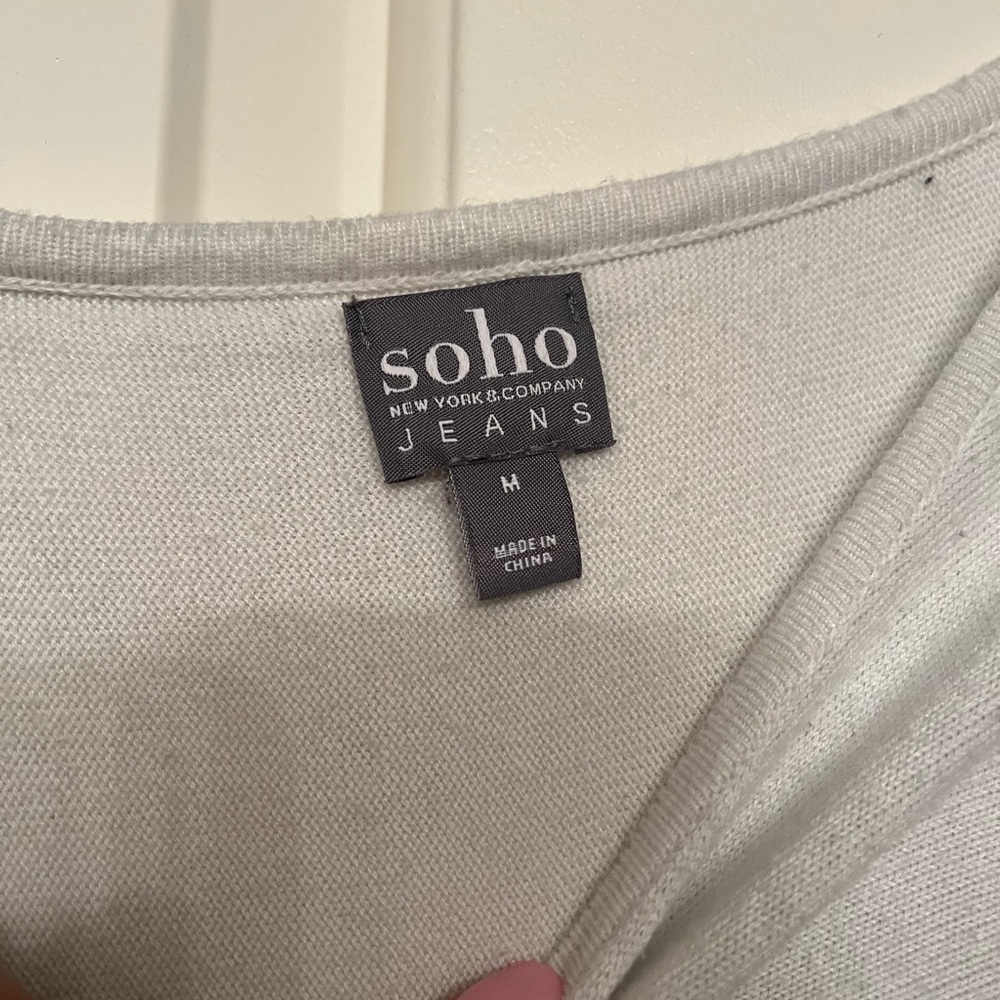 soho
NEW YORK & COMPANY
JEANS
M
MADE IN
CHINA